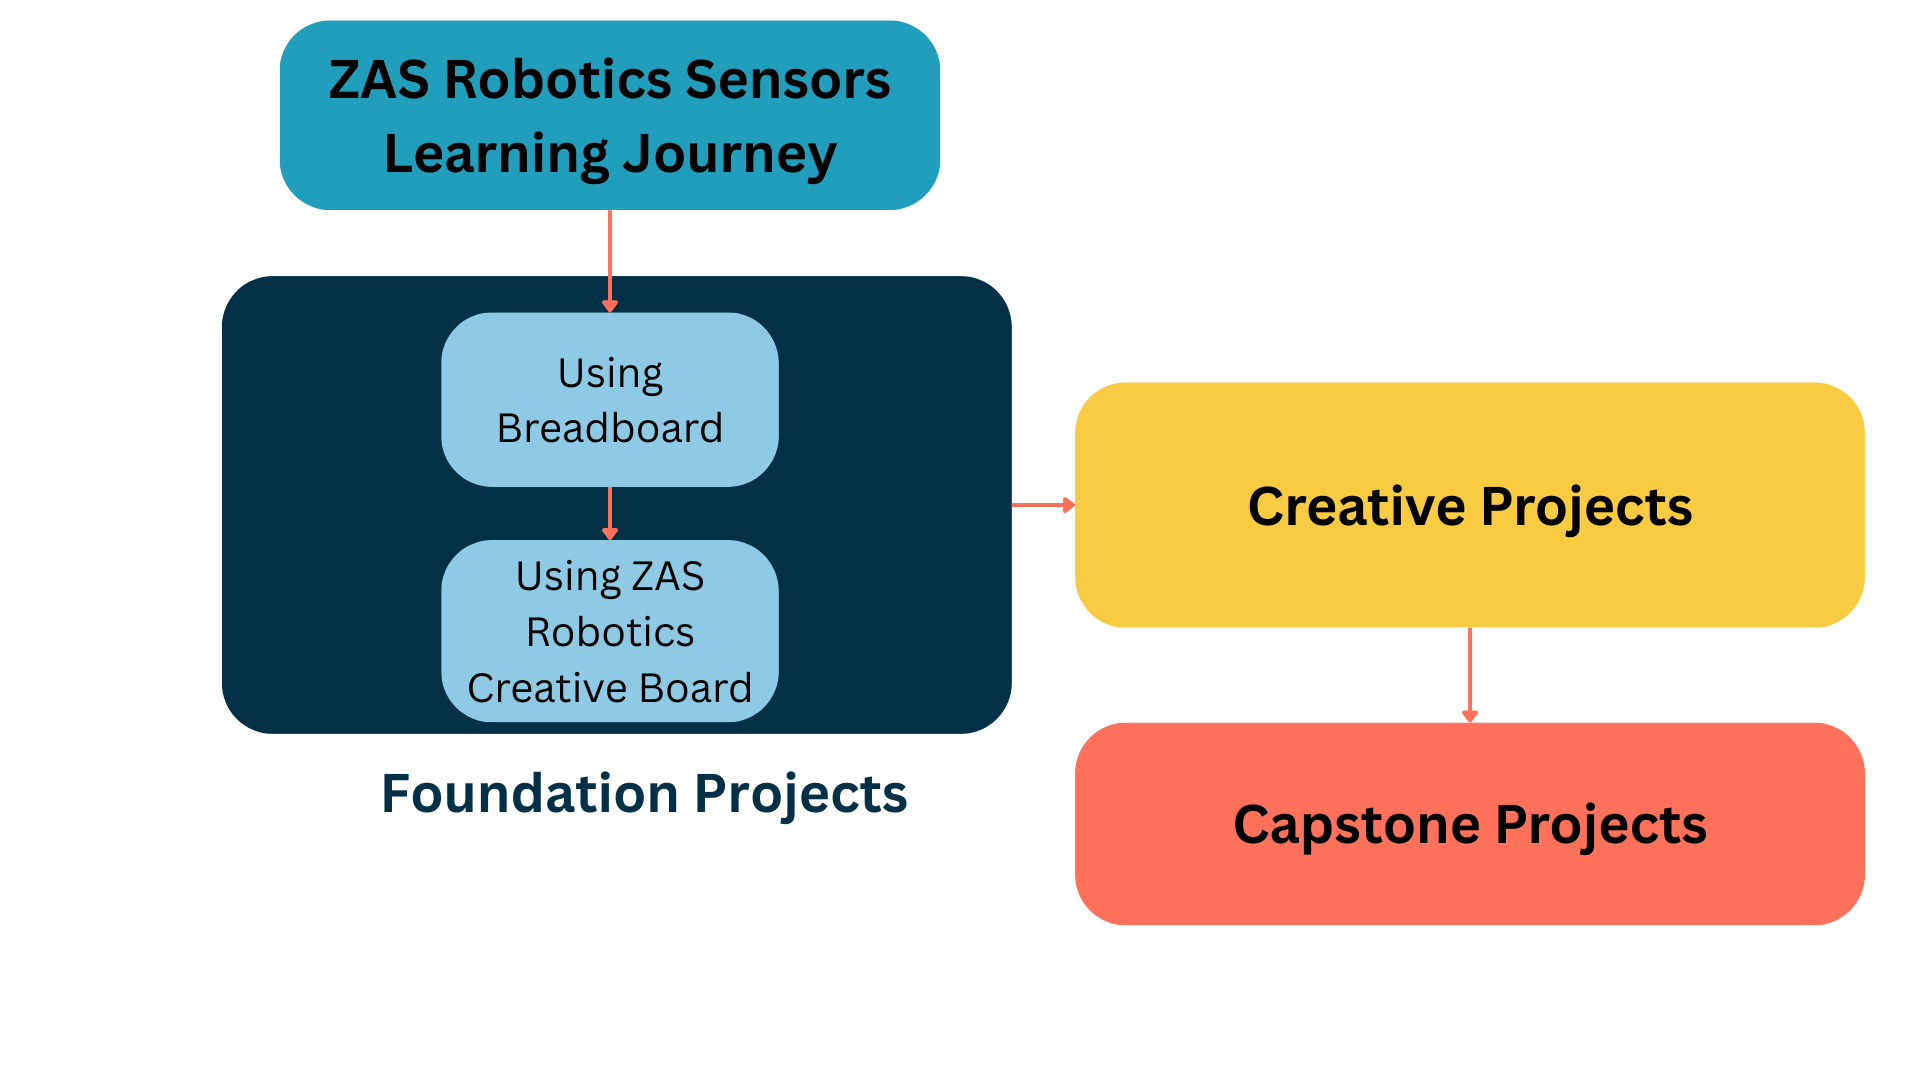 ZAS Robotics Sensors
Learning Journey
Using
Breadboard
Using ZAS
Robotics
Creative Board
Foundation Projects
Creative Projects
Capstone Projects